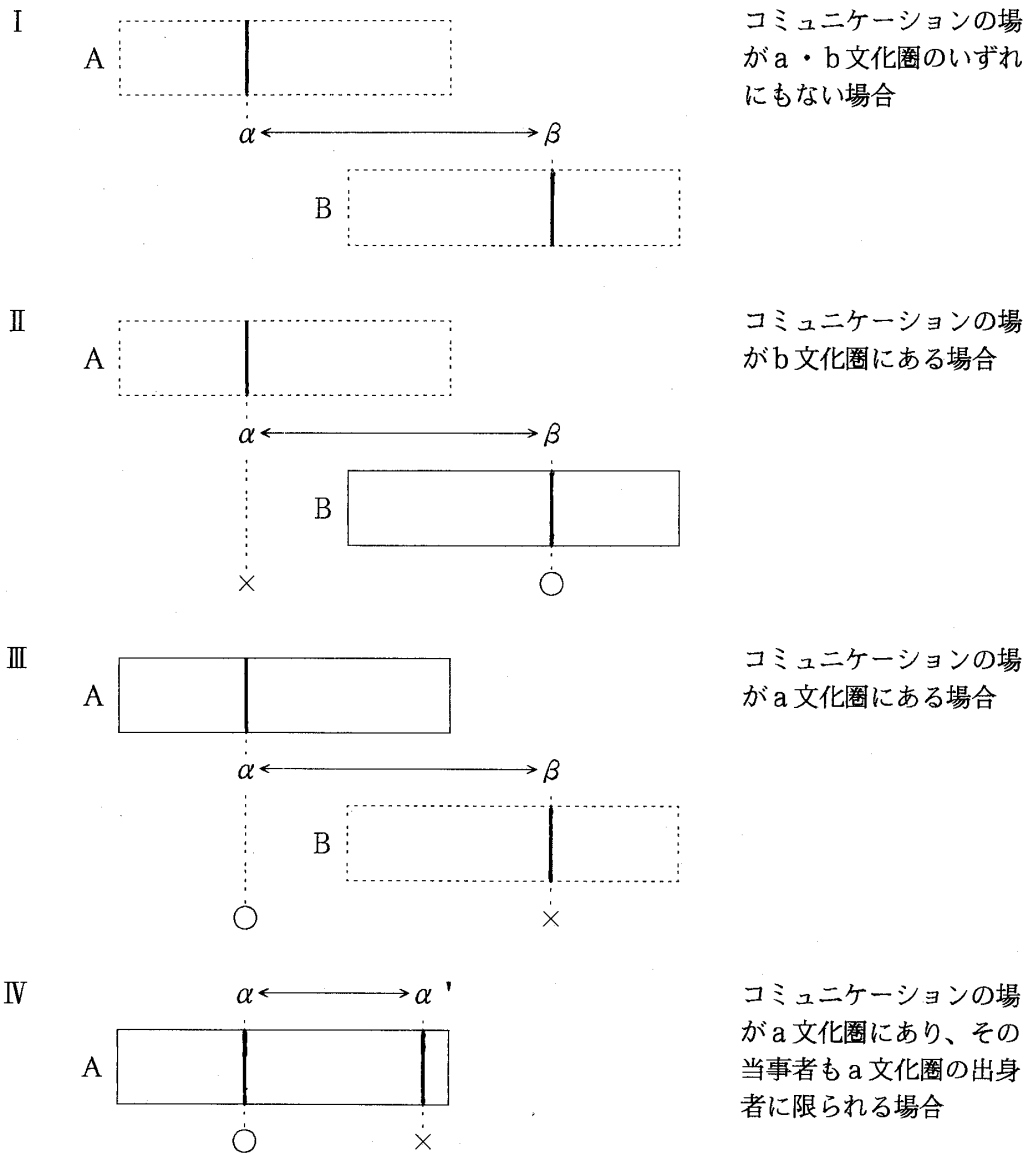 Ⅰ
A
コミュニケーションの場
がa・b文化圏のいずれ
にもない場合
α β
B
Ⅱ
A
コミュニケーションの場
がb文化圏にある場合
α β
B
× ○
Ⅲ
A
コミュニケーションの場
がa文化圏にある場合
α β
B
○ ×
Ⅳ
α α'
A
コミュニケーションの場
がa文化圏にあり、その
当事者もa文化圏の出身
者に限られる場合
○ ×